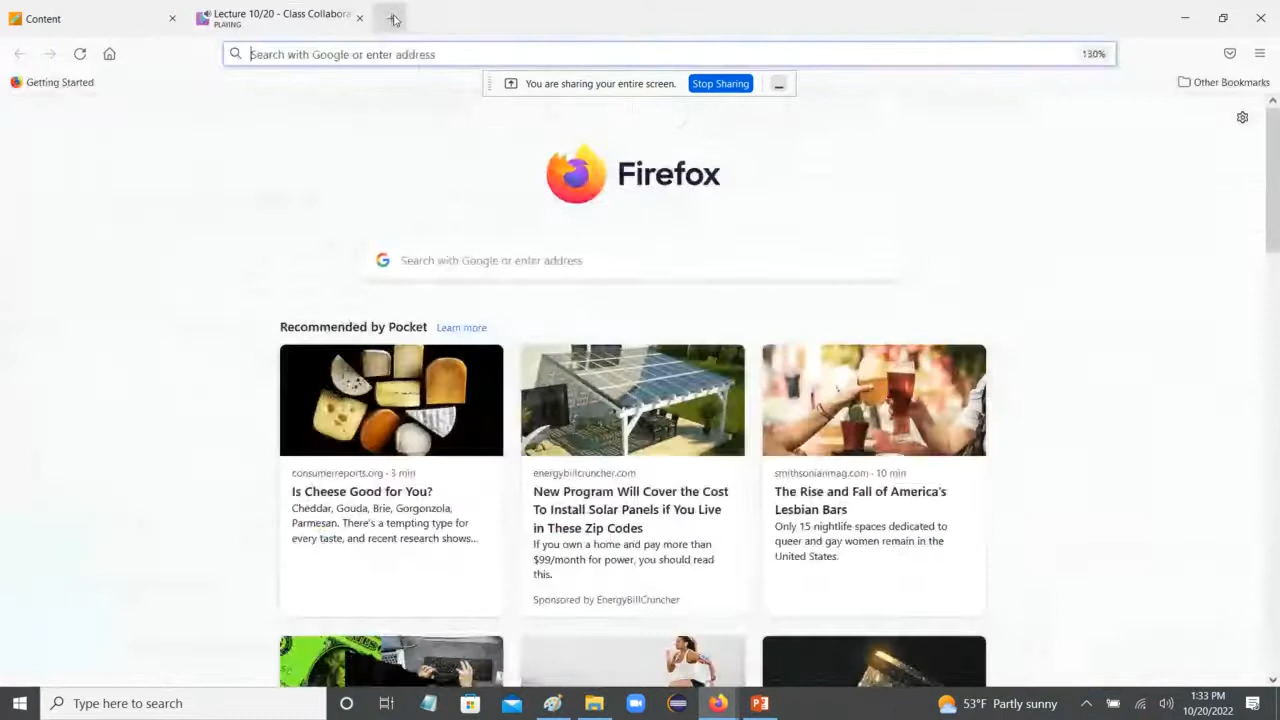 Content
Lecture 10/20 - Class Collabora
PLAYING
Search with Google or enter address
130%
Getting Started
You are sharing your entire screen.
Stop Sharing
Other Bookmarks
Firefox
Search with Google or enter address
Recommended by Pocket Learn more
consumerreports.org · 3 min
Is Cheese Good for You?
Cheddar, Gouda, Brie, Gorgonzola,
Parmesan. There's a tempting type for
every taste, and recent research shows...
energybillcruncher.com
New Program Will Cover the Cost
To Install Solar Panels if You Live
in These Zip Codes
If you own a home and pay more than
$99/month for power, you should read
this.
Sponsored by EnergyBillCruncher
smithsonianmag.com · 10 min
The Rise and Fall of America's
Lesbian Bars
Only 15 nightlife spaces dedicated to
queer and gay women remain in the
United States.
Type here to search
53°F Partly sunny
1:33 PM
10/20/2022